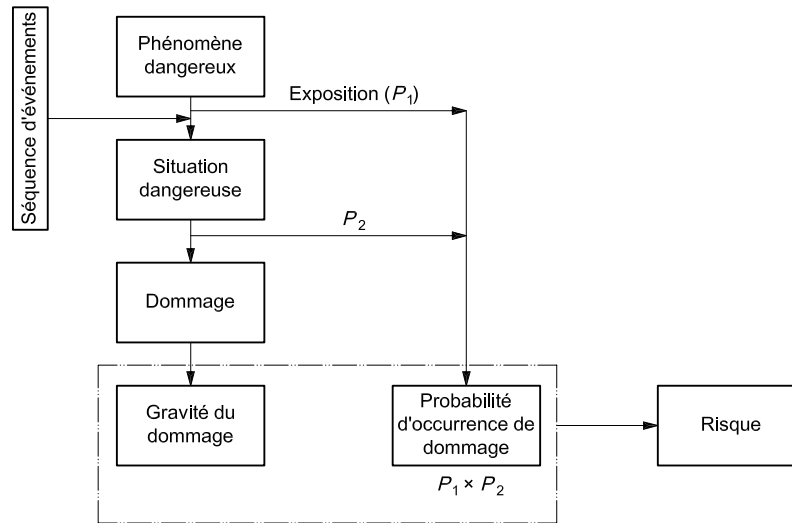 Séquence d'événements
Phénomène
dangereux
Exposition (P1)
Situation
dangereuse
P2
Dommage
Gravité du
dommage
Probabilité
d'occurrence de
dommage
P1 × P2
Risque